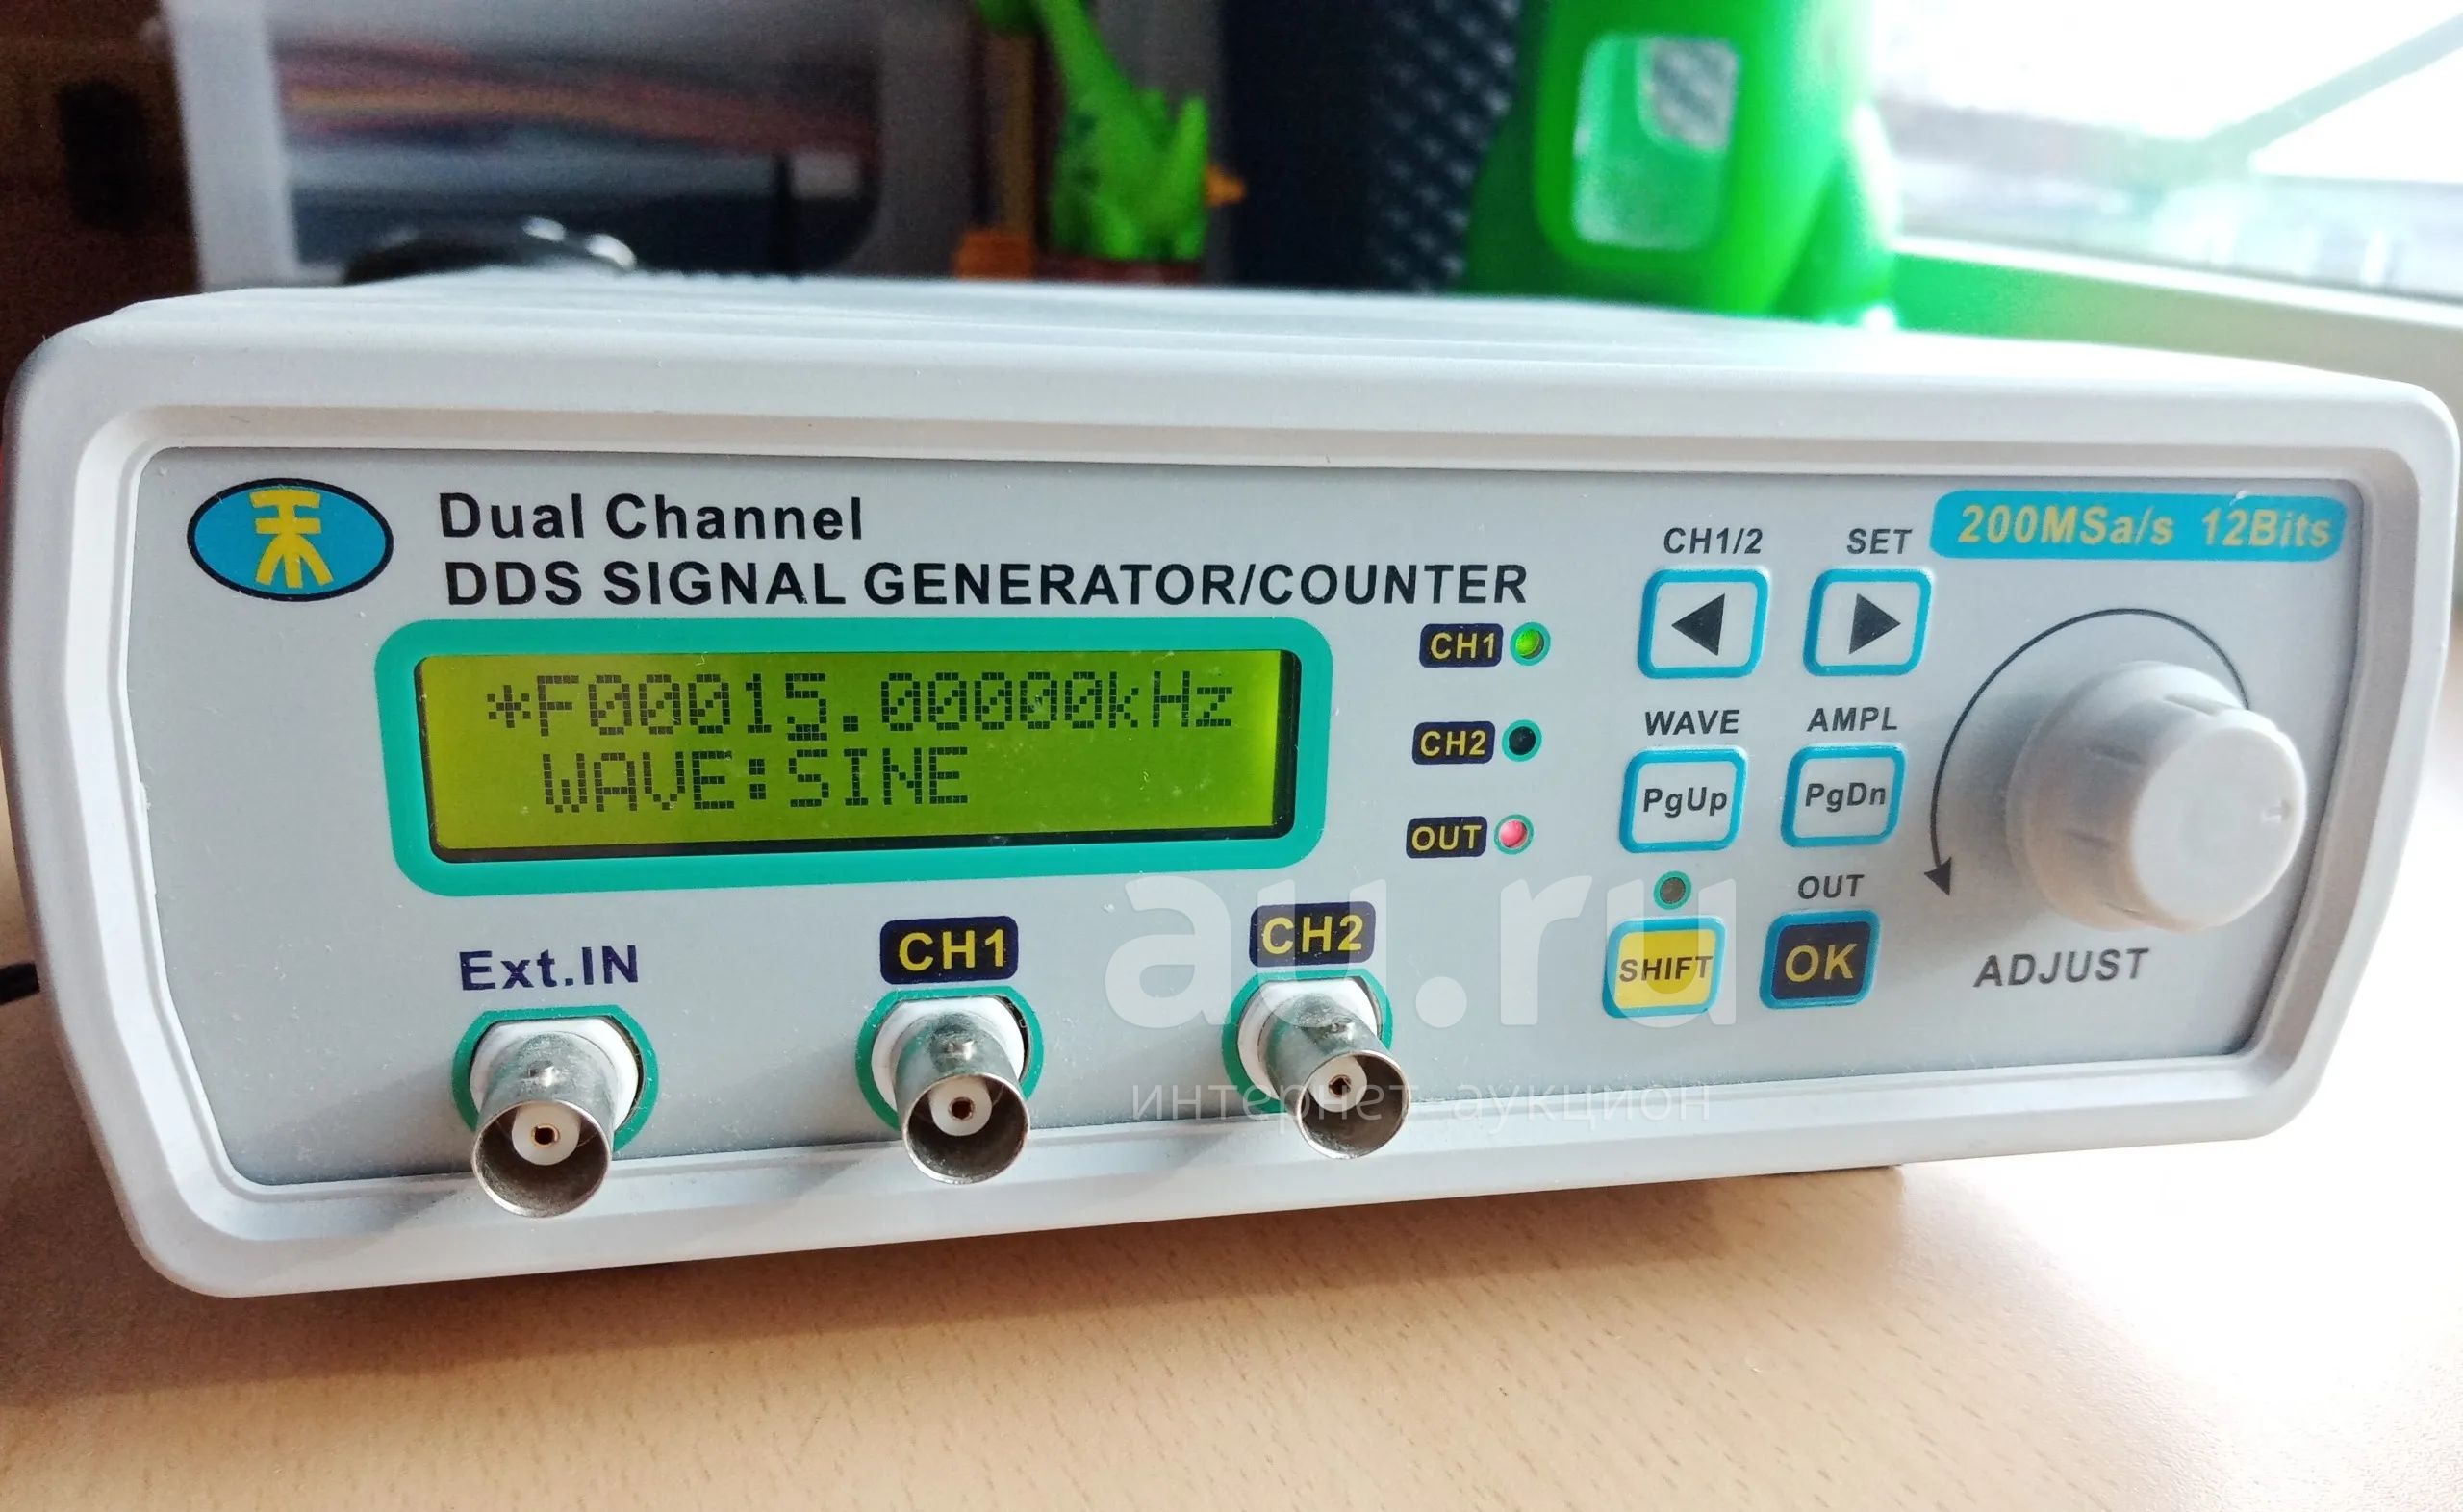 Dual Channel
DDS SIGNAL GENERATOR/COUNTER
200MSa/s 12Bits
CH1/2 SET
*F00015.00000kHz
WAVE:SINE
CH1
CH2
OUT
WAVE AMPL
PgUp PgDn
OUT
SHIFT OK
ADJUST
Ext.IN CH1 CH2
au.ru
интернет-аукцион